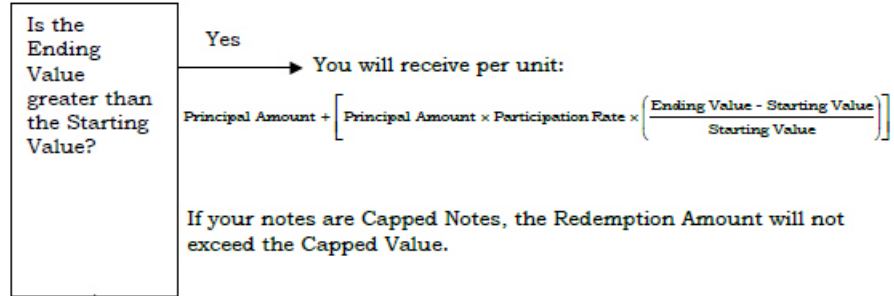 Is the
Ending
Value
greater than
the Starting
Value?
Yes
You will receive per unit:
Principal Amount + [Principal Amount × Participation Rate × (Ending Value - Starting Value / Starting Value)]
If your notes are Capped Notes, the Redemption Amount will not
exceed the Capped Value.